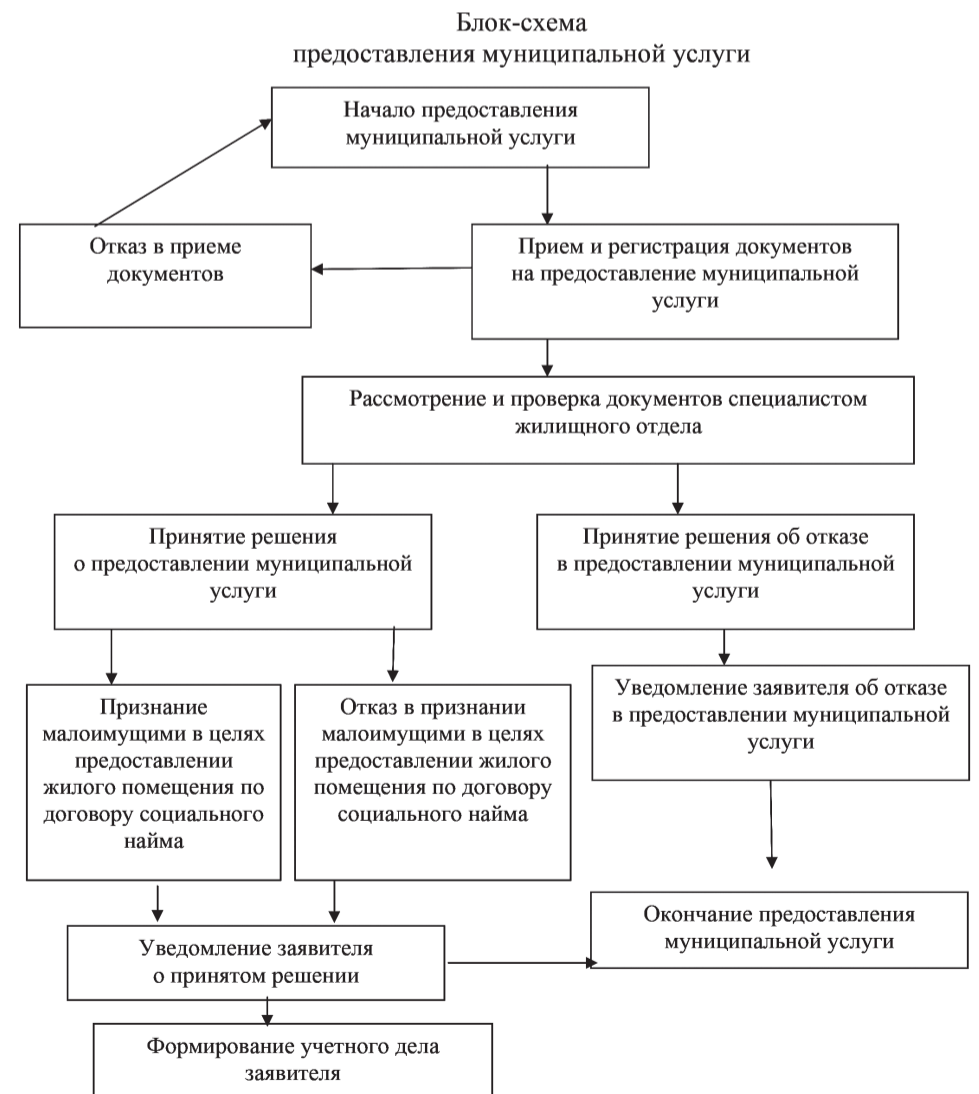 Блок-схема
предоставления муниципальной услуги
Начало предоставления
муниципальной услуги
Отказ в приеме
документов
Прием и регистрация документов
на предоставление муниципальной
услуги
Рассмотрение и проверка документов специалистом
жилищного отдела
Принятие решения
о предоставлении муниципальной
услуги
Принятие решения об отказе
в предоставлении муниципальной
услуги
Признание
малоимущими в целях
предоставлении
жилого помещения по
договору социального
найма
Отказ в признании
малоимущими в целях
предоставлении жилого
помещения по договору
социального найма
Уведомление заявителя об отказе
в предоставлении муниципальной
услуги
Уведомление заявителя
о принятом решении
Окончание предоставления
муниципальной услуги
Формирование учетного дела
заявителя